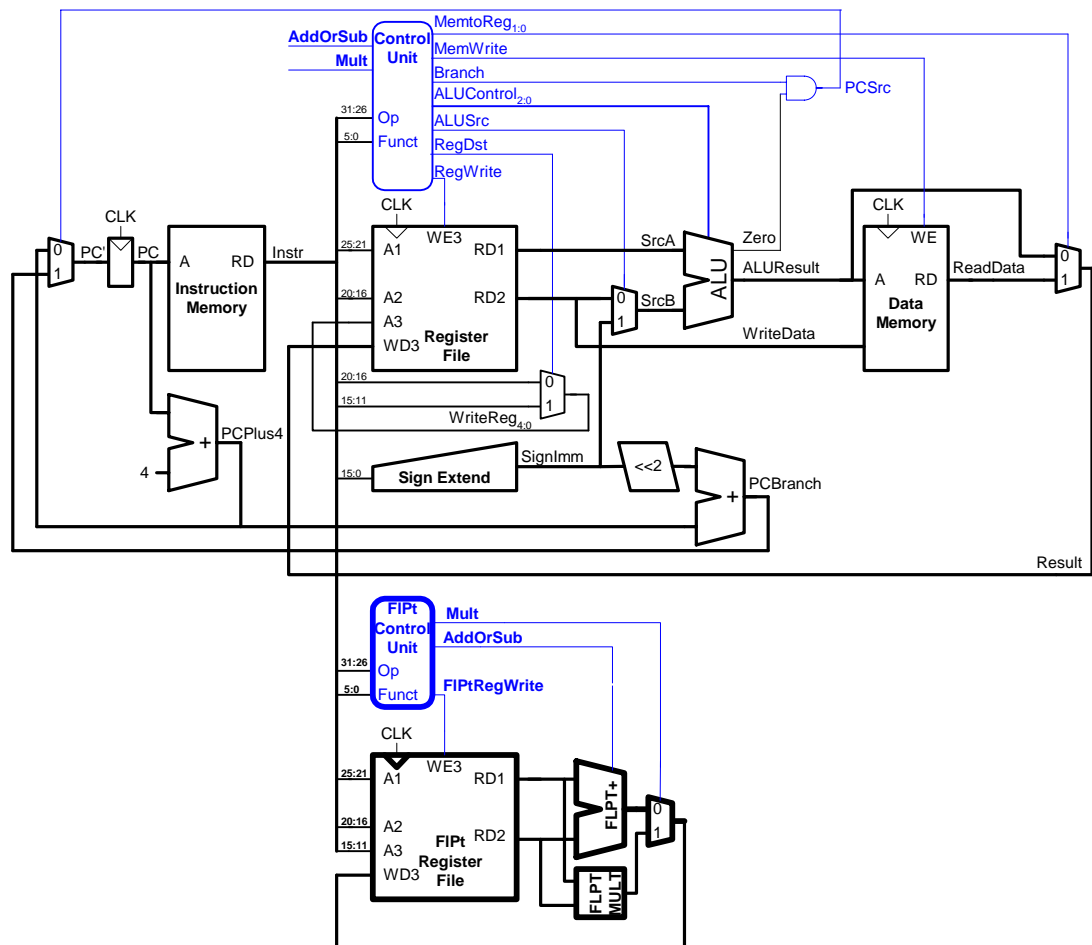 MemtoReg1:0
AddOrSub
Control
Unit
MemWrite
Mult
Branch
PCSrc
ALUControl2:0
31:26
Op
ALUSrc
5:0
Funct
RegDst
RegWrite
CLK
CLK
CLK
0
1
PC'
PC
A
RD
Instr
Instruction
Memory
25:21
A1
WE3
RD1
SrcA
Zero
WE
0
1
20:16
A2
RD2
0
1
SrcB
ALU
ALUResult
A
RD
ReadData
A3
Data
Memory
WD3
Register
File
WriteData
20:16
0
15:11
1
WriteReg4:0
PCPlus4
+
4
SignImm
<<2
15:0
Sign Extend
PCBranch
+
Result
FlPt
Control
Unit
Mult
AddOrSub
31:26
Op
5:0
Funct
FlPtRegWrite
CLK
25:21
A1
WE3
RD1
FLPT+
0
1
20:16
A2
RD2
15:11
A3
FlPt
Register
File
WD3
FLPT
MULT